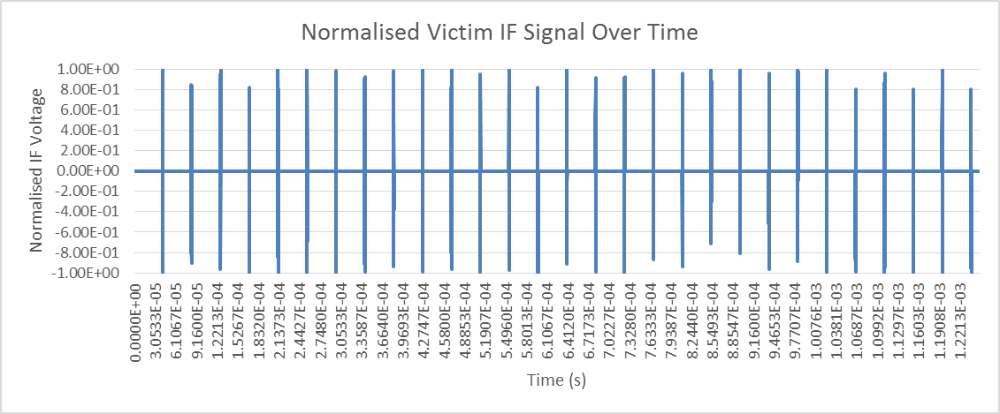 Normalised Victim IF Signal Over Time
Normalised IF Voltage
1.00E+00
8.00E-01
6.00E-01
4.00E-01
2.00E-01
0.00E+00
-2.00E-01
-4.00E-01
-6.00E-01
-8.00E-01
-1.00E+00
0.0000E+00
3.0533E-05
6.1067E-05
9.1600E-05
1.2213E-04
1.5267E-04
1.8320E-04
2.1373E-04
2.4427E-04
2.7480E-04
3.0533E-04
3.3587E-04
3.6640E-04
3.9693E-04
4.2747E-04
4.5800E-04
4.8853E-04
5.1907E-04
5.4960E-04
5.8013E-04
6.1067E-04
6.4120E-04
6.7173E-04
7.0227E-04
7.3280E-04
7.6333E-04
7.9387E-04
8.2440E-04
8.5493E-04
8.8547E-04
9.1600E-04
9.4653E-04
9.7707E-04
1.0076E-03
1.0381E-03
1.0687E-03
1.0992E-03
1.1297E-03
1.1603E-03
1.1908E-03
1.2213E-03
Time (s)